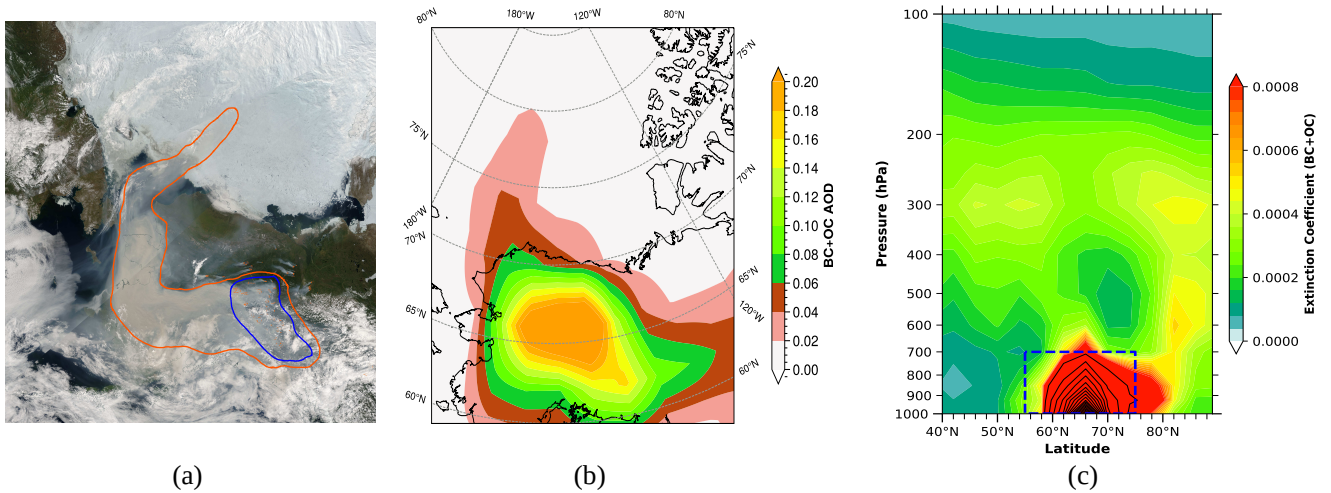 80°N
180°W
120°W
80°N
75°N
75°N
70°N
180°W
70°N
65°N
65°N
120°W
60°N
60°N
0.20
0.18
0.16
0.14
0.12
0.10
0.08
0.06
0.04
0.02
0.00
BC+OC AOD
100
200
300
400
500
600
700
800
900
1000
Pressure (hPa)
40°N 50°N 60°N 70°N 80°N
Latitude
0.0008
0.0006
0.0004
0.0002
0.0000
Extinction Coefficient (BC+OC)
(a) (b) (c)